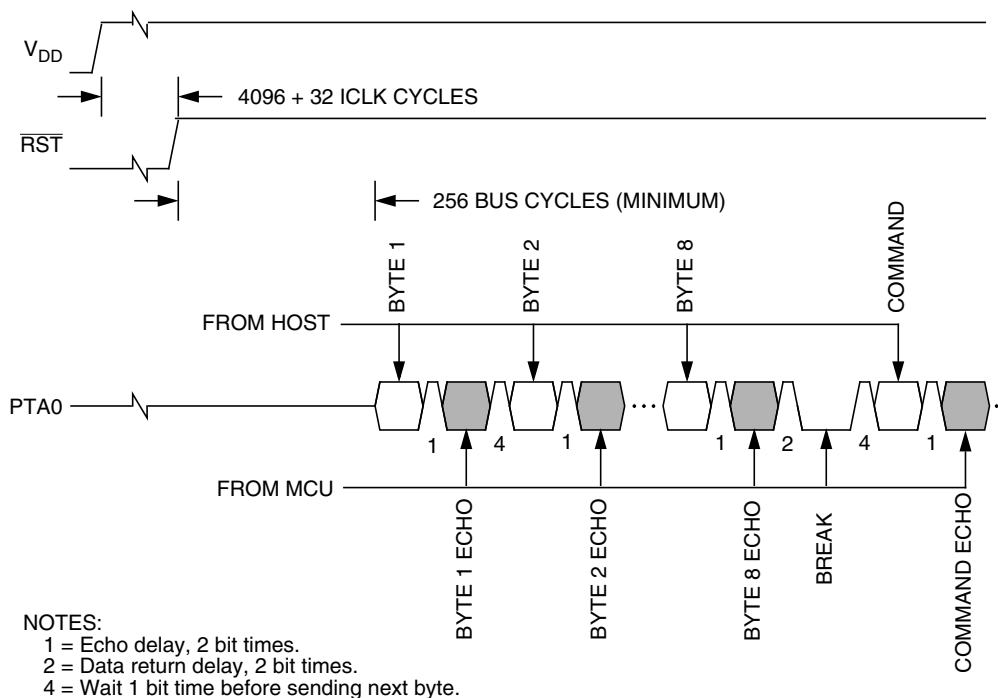 VDD
4096 + 32 ICLK CYCLES
RST
256 BUS CYCLES (MINIMUM)
BYTE 1
BYTE 2
BYTE 8
COMMAND
FROM HOST
PTA0
1
4
1
1
2
4
1
FROM MCU
BYTE 1 ECHO
BYTE 2 ECHO
BYTE 8 ECHO
BREAK
COMMAND ECHO
NOTES:
1 = Echo delay, 2 bit times.
2 = Data return delay, 2 bit times.
4 = Wait 1 bit time before sending next byte.